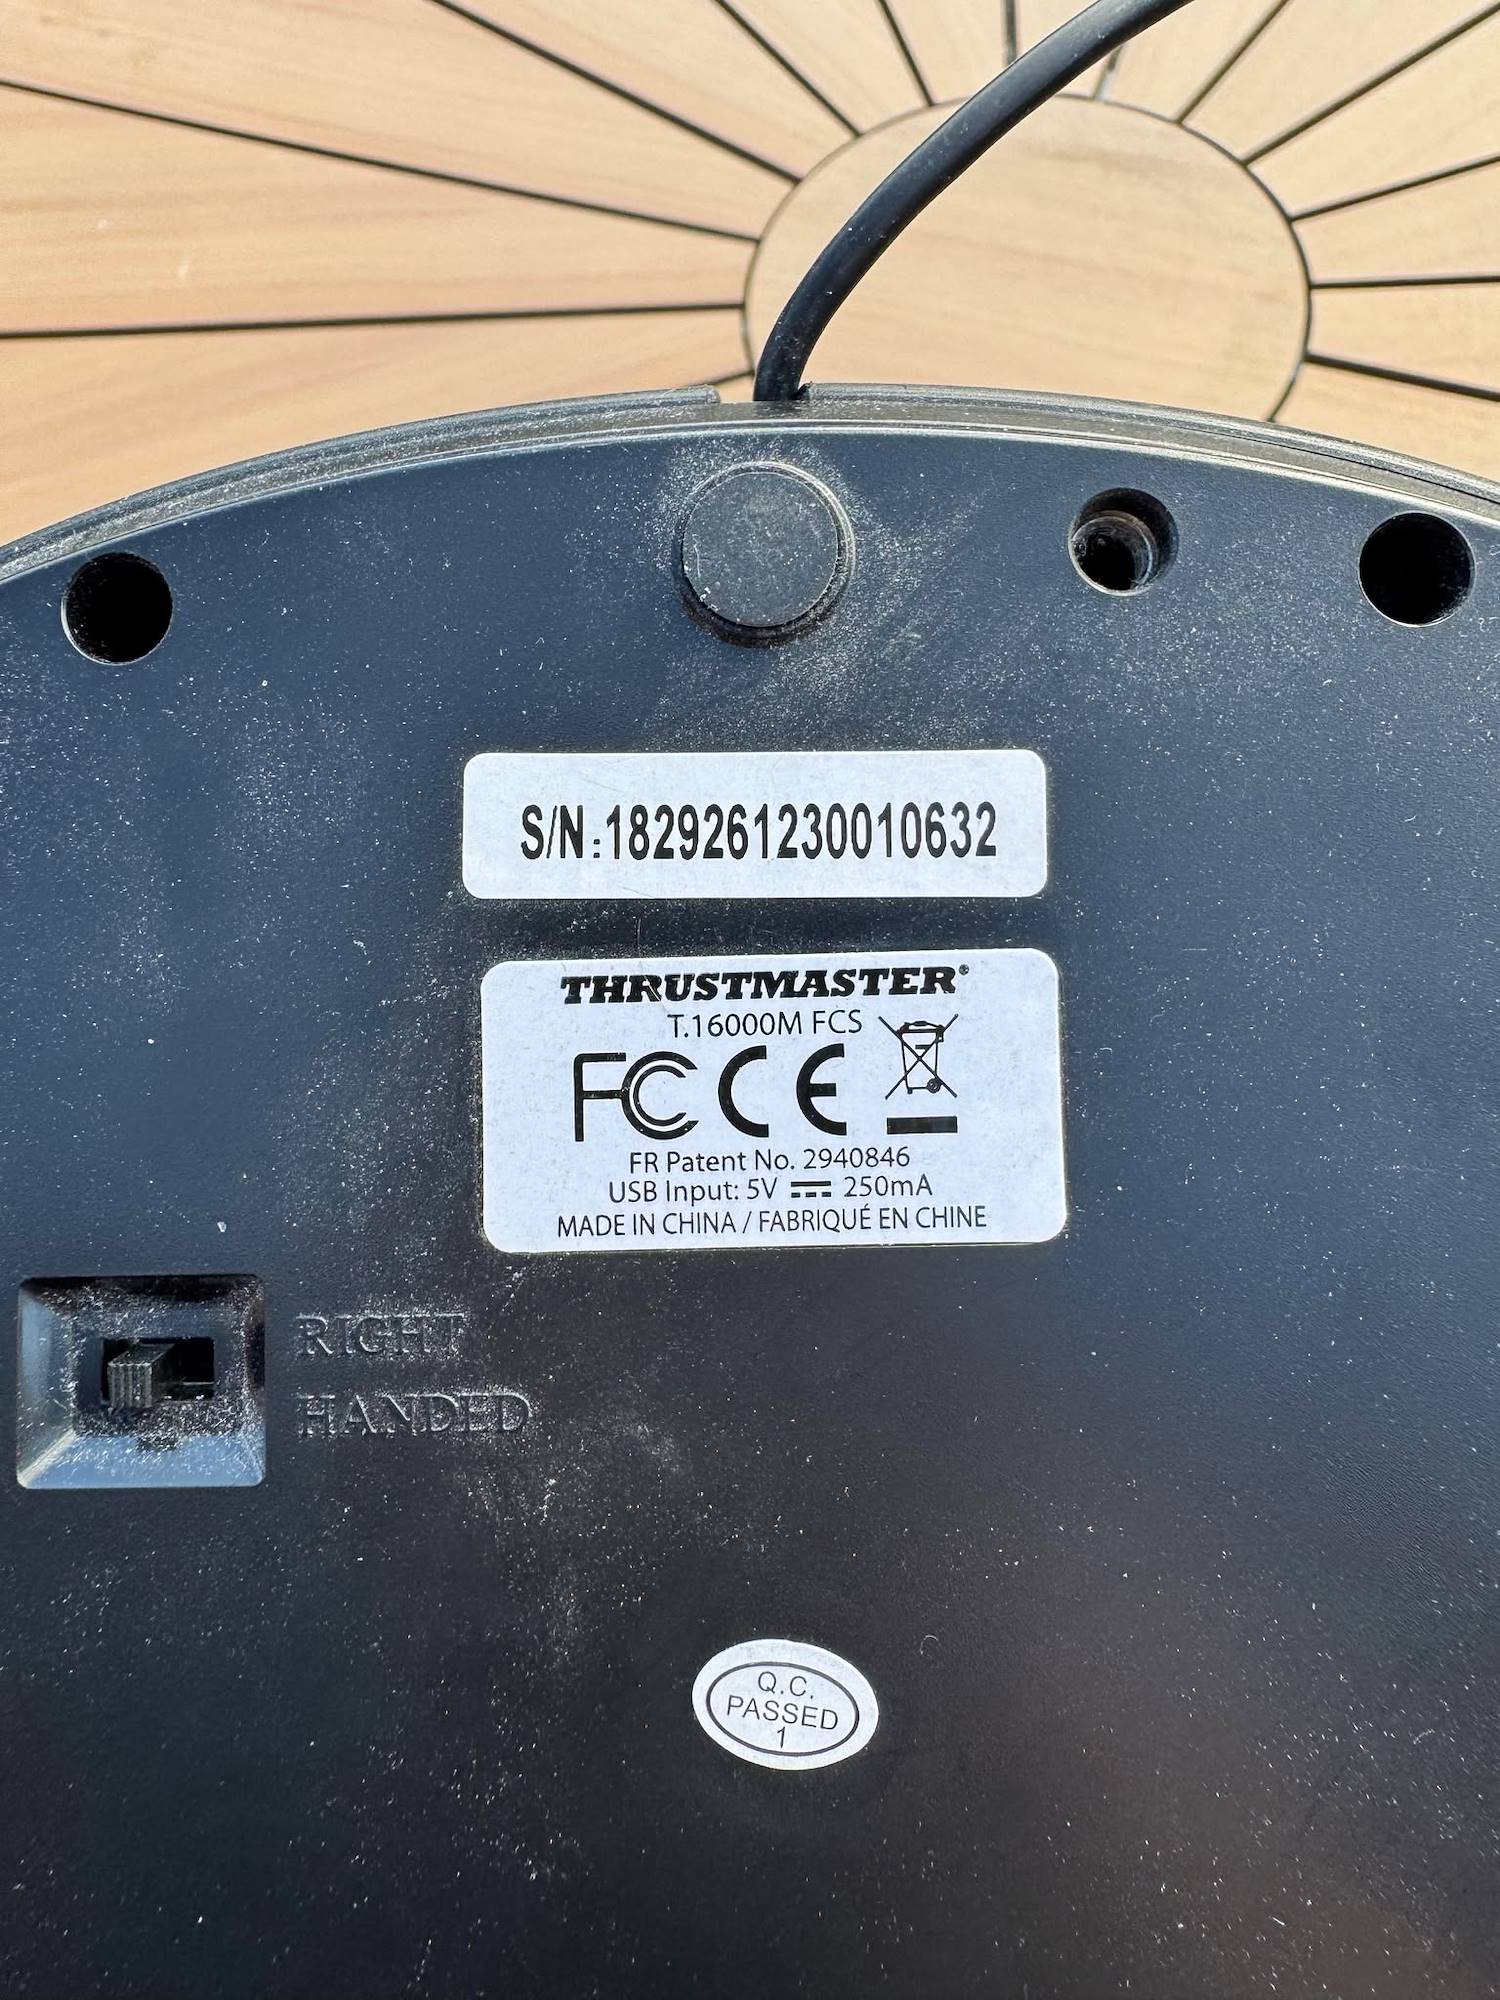 S/N:1829261230010632
THRUSTMASTER®
T.16000M FCS
FC CE
FR Patent No. 2940846
USB Input: 5V ⎓ 250mA
MADE IN CHINA / FABRIQUÉ EN CHINE
RIGHT
HANDED
Q.C.
PASSED
1